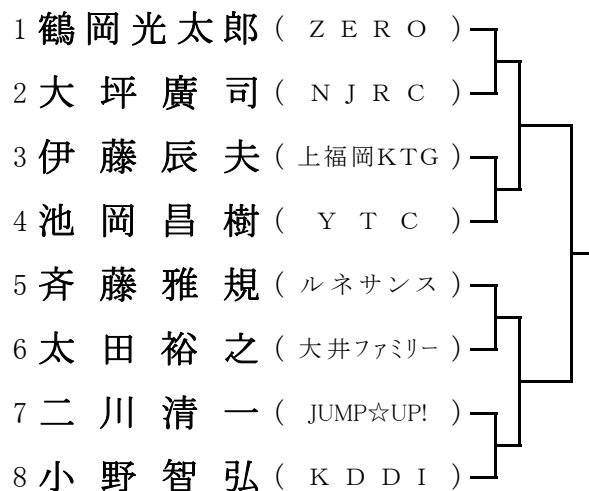 1 鶴岡光太郎 ( ZERO )
2 大坪廣司 ( NJRC )
3 伊藤辰夫 ( 上福岡KTG )
4 池岡昌樹 ( YTC )
5 斉藤雅規 ( ルネサンス )
6 太田裕之 ( 大井ファミリー )
7 二川清一 ( JUMP☆UP! )
8 小野智弘 ( KDDI )